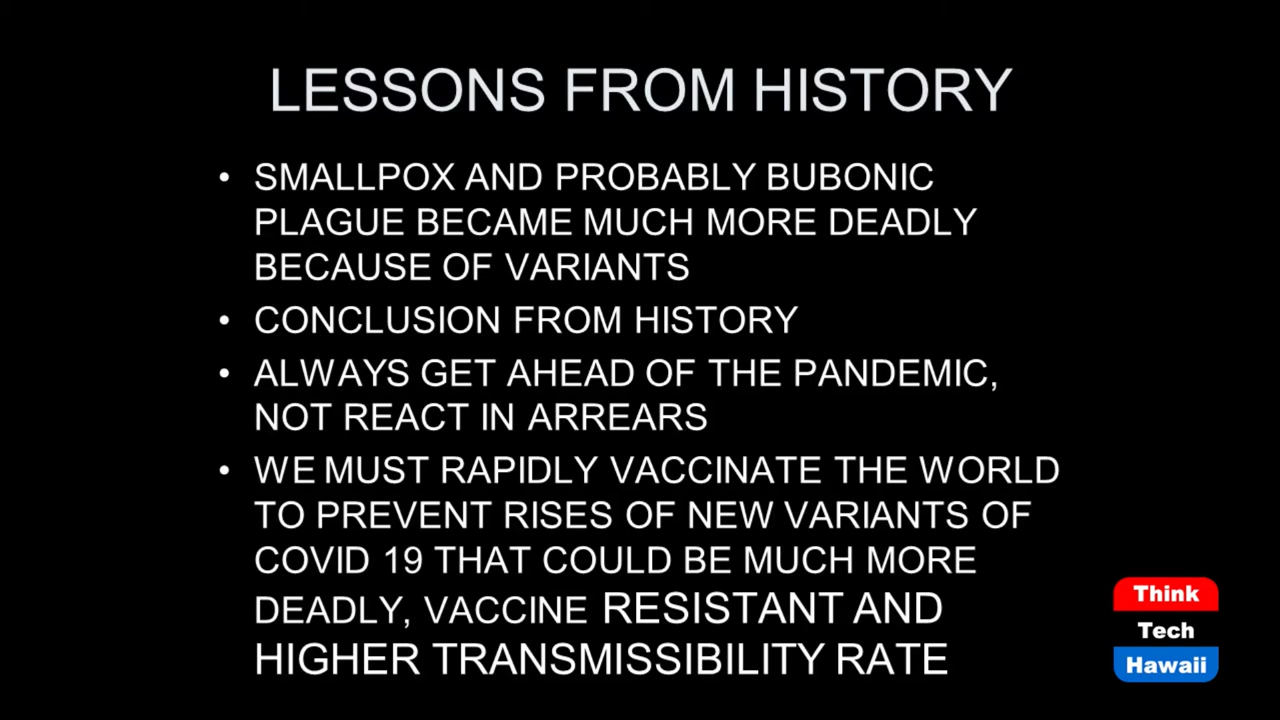 LESSONS FROM HISTORY
• SMALLPOX AND PROBABLY BUBONIC
PLAGUE BECAME MUCH MORE DEADLY
BECAUSE OF VARIANTS
• CONCLUSION FROM HISTORY
• ALWAYS GET AHEAD OF THE PANDEMIC,
NOT REACT IN ARREARS
• WE MUST RAPIDLY VACCINATE THE WORLD
TO PREVENT RISES OF NEW VARIANTS OF
COVID 19 THAT COULD BE MUCH MORE
DEADLY, VACCINE RESISTANT AND
HIGHER TRANSMISSIBILITY RATE
Think
Tech
Hawaii